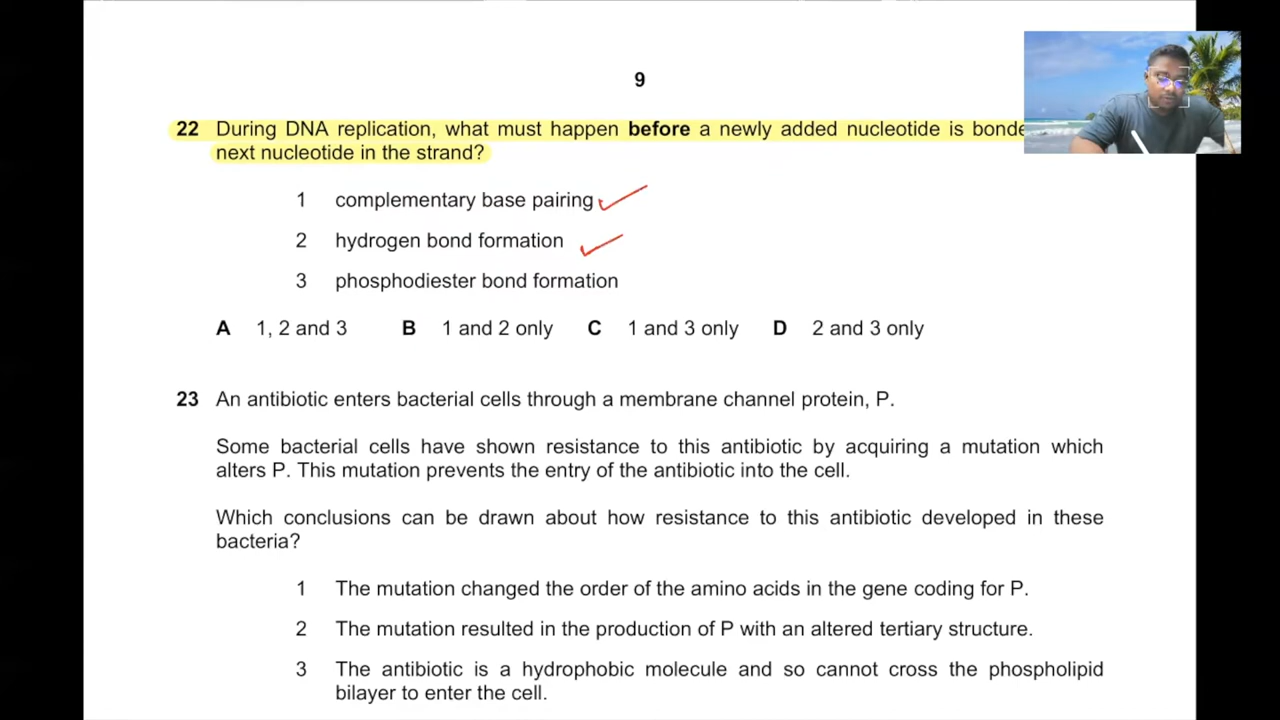 9
22 During DNA replication, what must happen before a newly added nucleotide is
next nucleotide in the strand?
1 complementary base pairing
2 hydrogen bond formation
3 phosphodiester bond formation
A 1, 2 and 3 B 1 and 2 only C 1 and 3 only D 2 and 3 only
23 An antibiotic enters bacterial cells through a membrane channel protein, P.
Some bacterial cells have shown resistance to this antibiotic by acquiring a mutation which
alters P. This mutation prevents the entry of the antibiotic into the cell.
Which conclusions can be drawn about how resistance to this antibiotic developed in these
bacteria?
1 The mutation changed the order of the amino acids in the gene coding for P.
2 The mutation resulted in the production of P with an altered tertiary structure.
3 The antibiotic is a hydrophobic molecule and so cannot cross the phospholipid
bilayer to enter the cell.